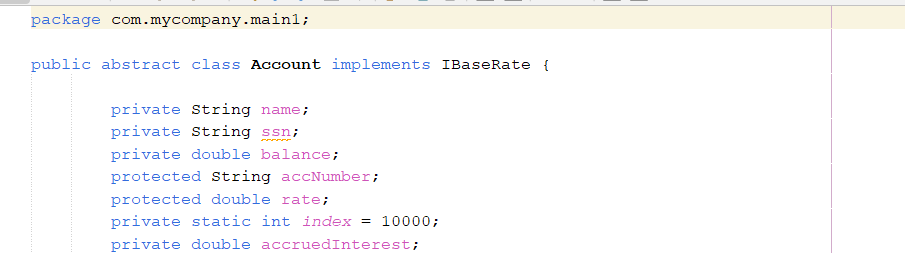 package com.mycompany.main1;
public abstract class Account implements IBaseRate {
private String name;
private String ssn;
private double balance;
protected String accNumber;
protected double rate;
private static int index = 10000;
private double accruedInterest;